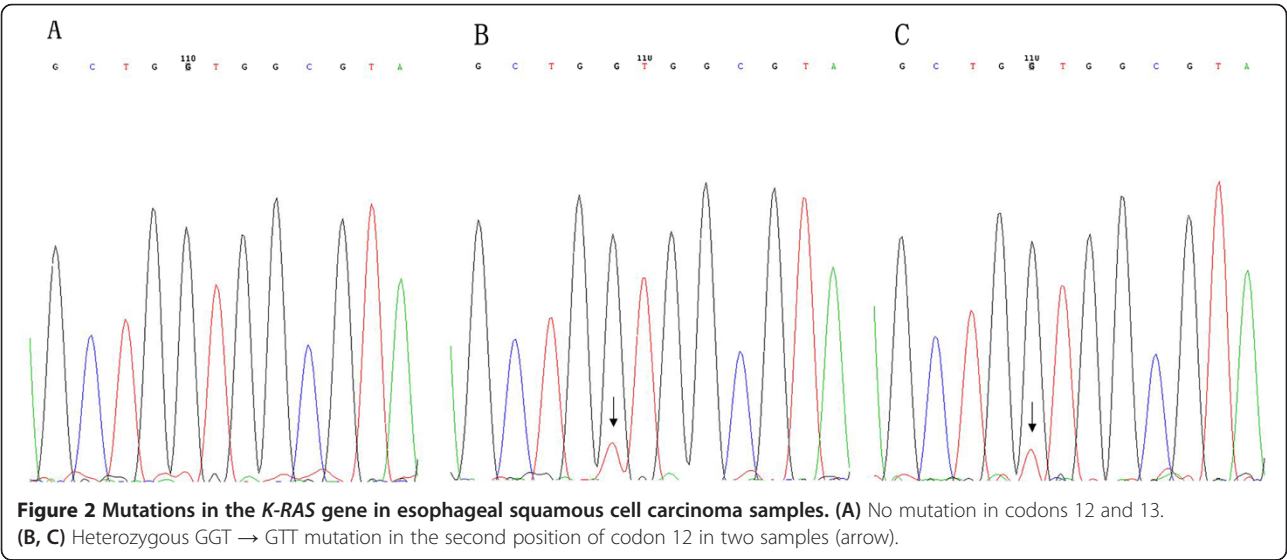 A
B
C
110
G C T G G T G G C G T A
110
G C T G G T G G C G T A
110
G C T G G T G G C G T A
Figure 2 Mutations in the K-RAS gene in esophageal squamous cell carcinoma samples. (A) No mutation in codons 12 and 13.
(B, C) Heterozygous GGT → GTT mutation in the second position of codon 12 in two samples (arrow).